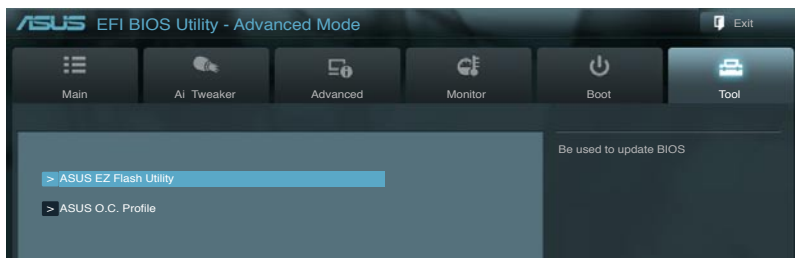 ASUS EFI BIOS Utility - Advanced Mode
Exit
Main
Ai Tweaker
Advanced
Monitor
Boot
Tool
Be used to update BIOS
> ASUS EZ Flash Utility
> ASUS O.C. Profile